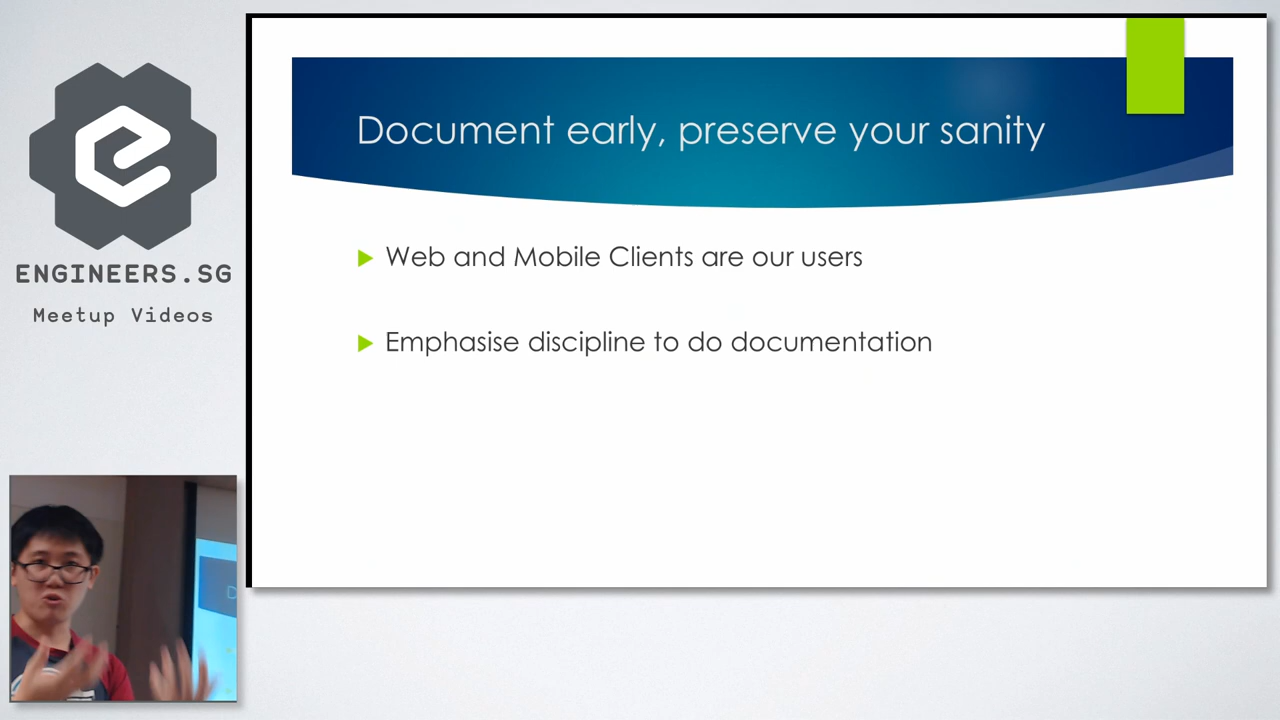 ENGINEERS.SG
Meetup Videos
Document early, preserve your sanity
Web and Mobile Clients are our users
Emphasise discipline to do documentation